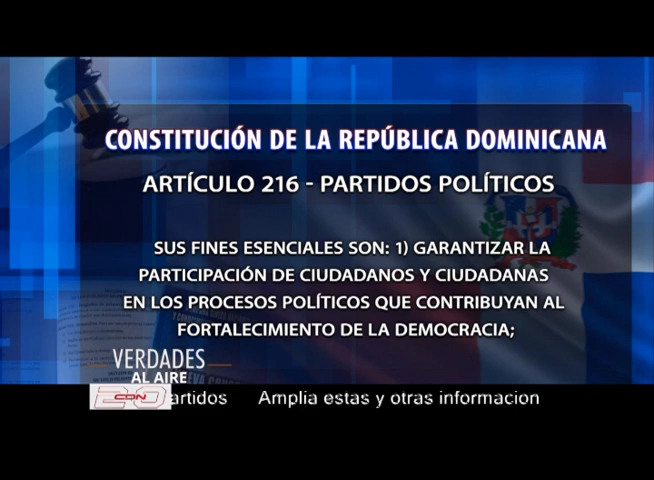 CONSTITUCIÓN DE LA REPÚBLICA DOMINICANA
ARTÍCULO 216 - PARTIDOS POLÍTICOS
SUS FINES ESENCIALES SON: 1) GARANTIZAR LA
PARTICIPACIÓN DE CIUDADANOS Y CIUDADANAS
EN LOS PROCESOS POLÍTICOS QUE CONTRIBUYAN AL
FORTALECIMIENTO DE LA DEMOCRACIA;
VERDADES
AL AIRE
CDN
20
artidos Amplia estas y otras informacion